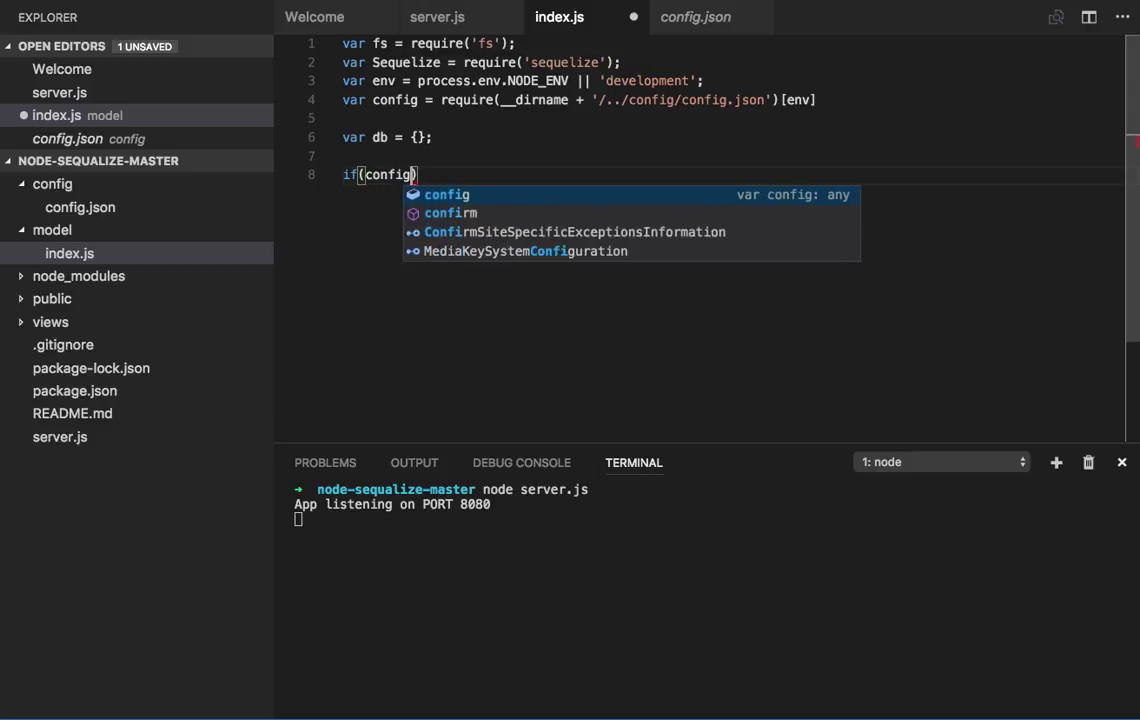 EXPLORER
OPEN EDITORS 1 UNSAVED
Welcome
server.js
index.js model
config.json config
NODE-SEQUALIZE-MASTER
config
config.json
model
index.js
node_modules
public
views
.gitignore
package-lock.json
package.json
README.md
server.js
Welcome server.js index.js config.json
1 var fs = require('fs');
2 var Sequelize = require('sequelize');
3 var env = process.env.NODE_ENV || 'development';
4 var config = require(__dirname + '/../config/config.json')[env]
5
6 var db = {};
7
8 if(config)
config var config: any
confirm
ConfirmSiteSpecificExceptionsInformation
MediaKeySystemConfiguration
PROBLEMS OUTPUT DEBUG CONSOLE TERMINAL 1: node
➜ node-sequalize-master node server.js
App listening on PORT 8080